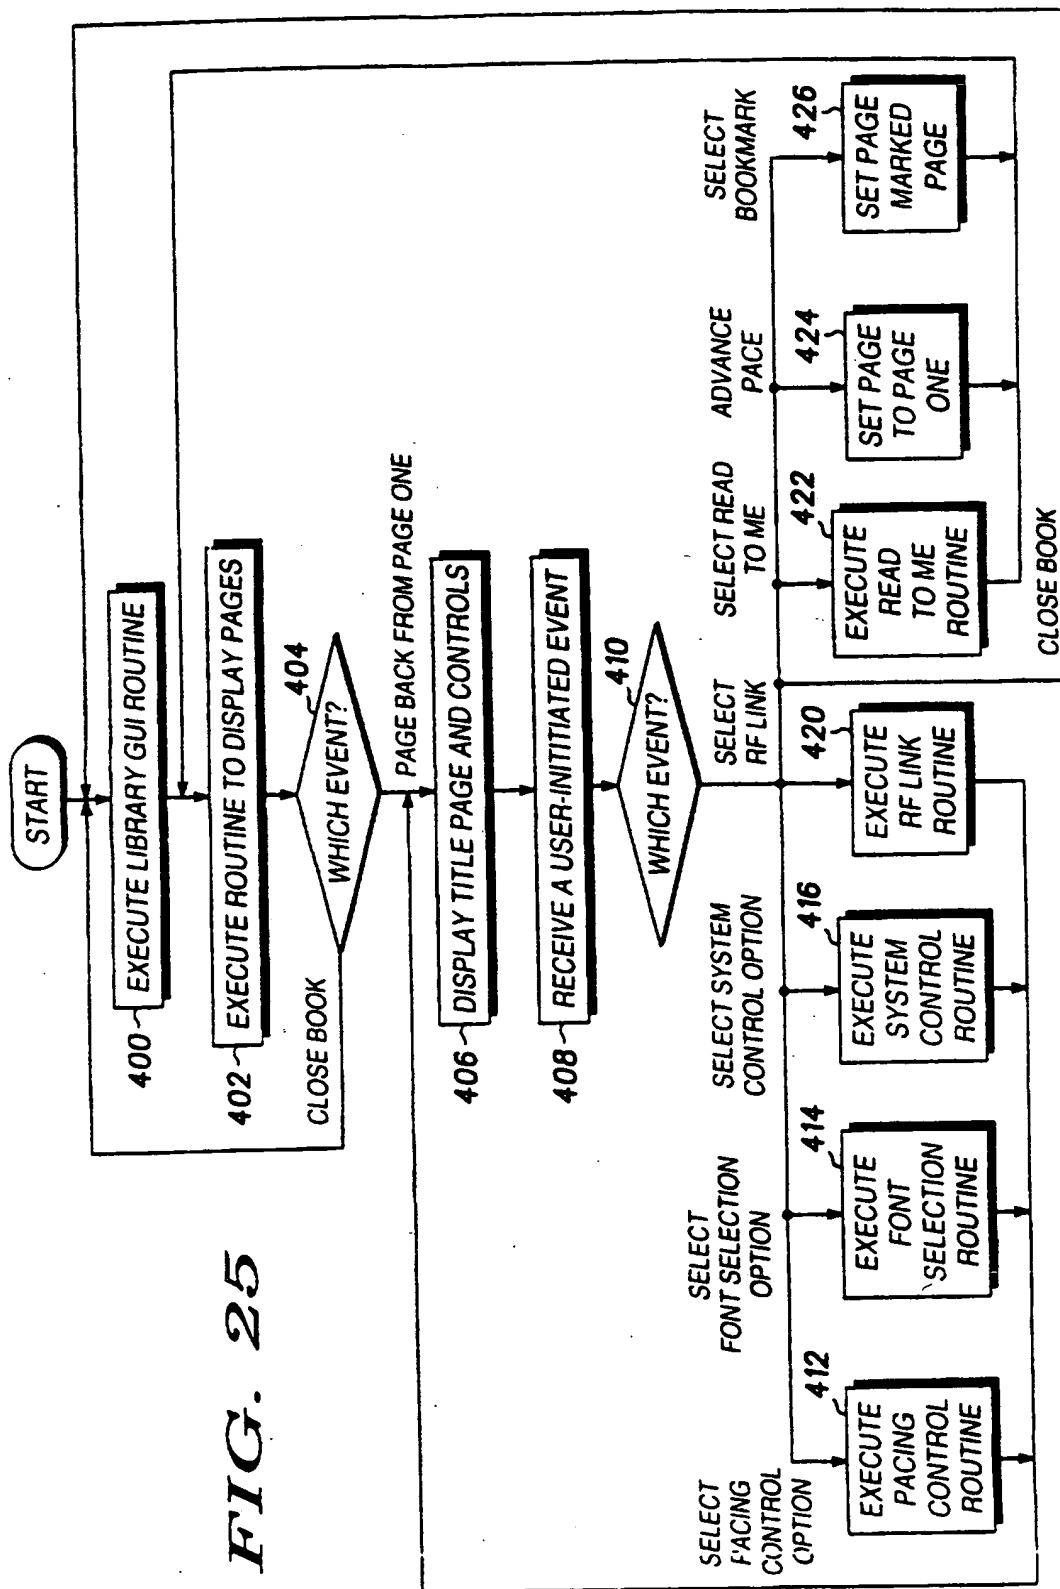 START
EXECUTE LIBRARY GUI ROUTINE
400
EXECUTE ROUTINE TO DISPLAY PAGES
402
WHICH EVENT?
404
CLOSE BOOK
PAGE BACK FROM PAGE ONE
DISPLAY TITLE PAGE AND CONTROLS
406
RECEIVE A USER-INITITIATED EVENT
408
WHICH EVENT?
410
SELECT
PACING
CONTROL
OPTION
412
EXECUTE
PACING
CONTROL
ROUTINE
SELECT
FONT SELECTION
OPTION
414
EXECUTE
FONT
SELECTION
ROUTINE
SELECT SYSTEM
CONTROL OPTION
416
EXECUTE
SYSTEM
CONTROL
ROUTINE
SELECT
RF LINK
420
EXECUTE
RF LINK
ROUTINE
SELECT READ
TO ME
422
EXECUTE
READ
TO ME
ROUTINE
ADVANCE
PACE
424
SET PAGE
TO PAGE
ONE
SELECT
BOOKMARK
426
SET PAGE
MARKED
PAGE
CLOSE BOOK
FIG. 25